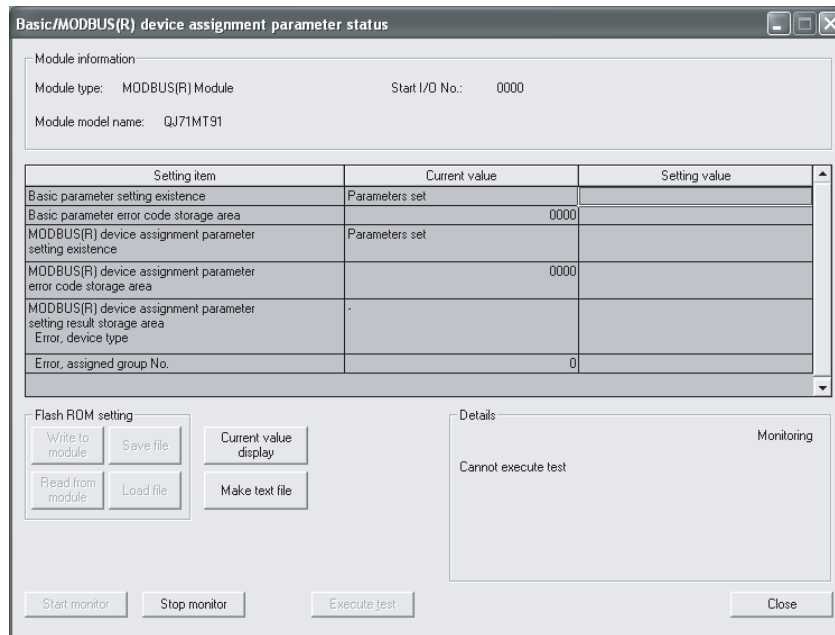 Basic/MODBUS(R) device assignment parameter status
Module information
Module type: MODBUS(R) Module Start I/O No.: 0000
Module model name: QJ71MT91
Setting item Current value Setting value
Basic parameter setting existence Parameters set
Basic parameter error code storage area 0000
MODBUS(R) device assignment parameter Parameters set
setting existence
MODBUS(R) device assignment parameter 0000
error code storage area
MODBUS(R) device assignment parameter -
setting result storage area
Error, device type
Error, assigned group No. 0
Flash ROM setting
Write to
module
Save file
Current value
display
Read from
module
Load file
Make text file
Details
Monitoring
Cannot execute test
Start monitor Stop monitor Execute test Close